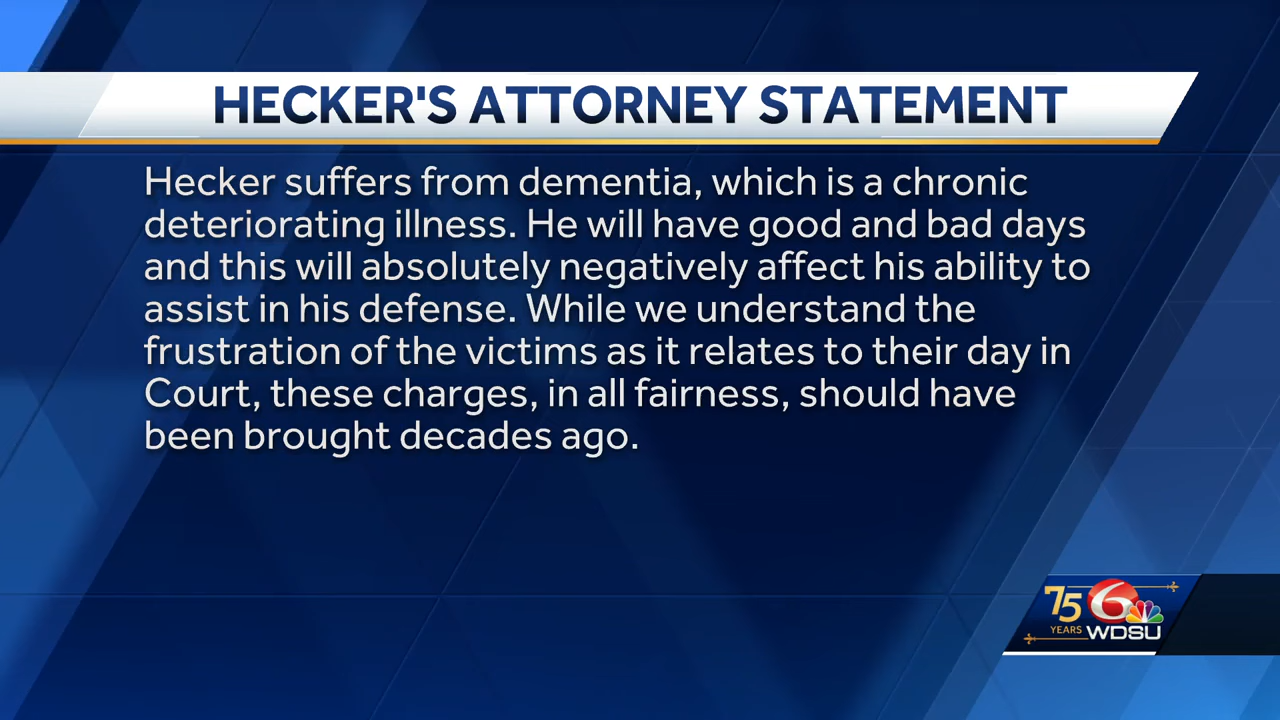 HECKER'S ATTORNEY STATEMENT
Hecker suffers from dementia, which is a chronic
deteriorating illness. He will have good and bad days
and this will absolutely negatively affect his ability to
assist in his defense. While we understand the
frustration of the victims as it relates to their day in
Court, these charges, in all fairness, should have
been brought decades ago.
75 6
YEARS WDSU